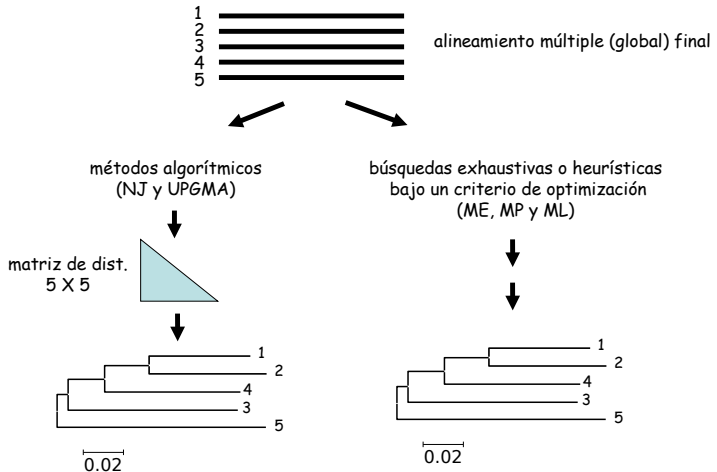 1
2
3
4
5
alineamiento múltiple (global) final
métodos algorítmicos
(NJ y UPGMA)
matriz de dist.
5 X 5
1
2
4
3
5
0.02
búsquedas exhaustivas o heurísticas
bajo un criterio de optimización
(ME, MP y ML)
1
2
4
3
5
0.02